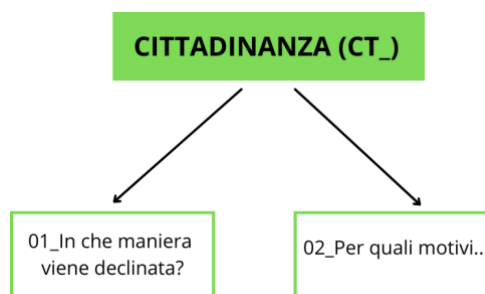 CITTADINANZA (CT_)
01_In che maniera
viene declinata?
02_Per quali motivi..